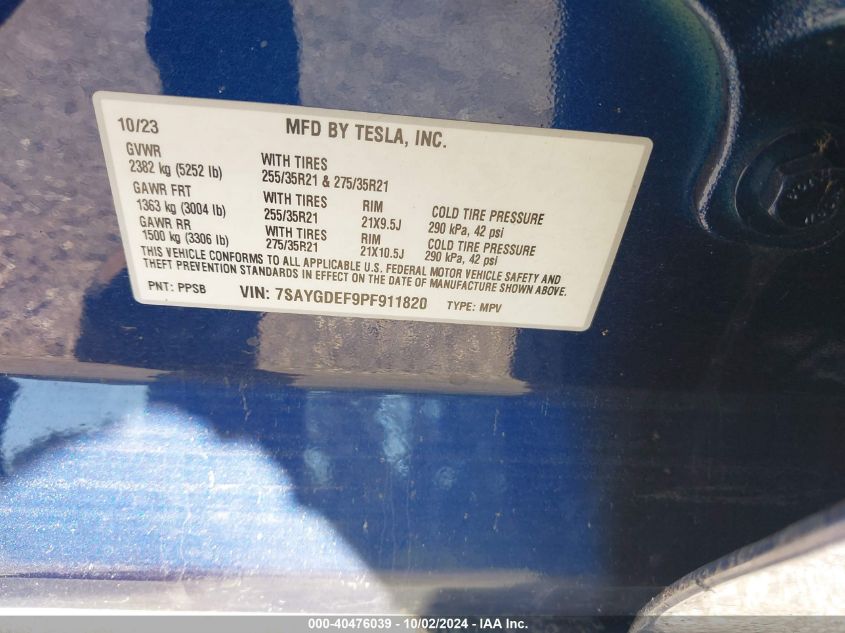 10/23 MFD BY TESLA, INC.
GVWR
2382 kg (5252 lb)
WITH TIRES
255/35R21 & 275/35R21
GAWR FRT
1363 kg (3004 lb)
WITH TIRES
255/35R21
RIM
21X9.5J
COLD TIRE PRESSURE
290 kPa, 42 psi
GAWR RR
1500 kg (3306 lb)
WITH TIRES
275/35R21
RIM
21X10.5J
COLD TIRE PRESSURE
290 kPa, 42 psi
THIS VEHICLE CONFORMS TO ALL APPLICABLE U.S. FEDERAL MOTOR VEHICLE SAFETY AND
THEFT PREVENTION STANDARDS IN EFFECT ON THE DATE OF MANUFACTURE SHOWN ABOVE.
PNT: PPSB VIN: 7SAYGDEF9PF911820 TYPE: MPV
000-40476039 - 10/02/2024 - IAA Inc.